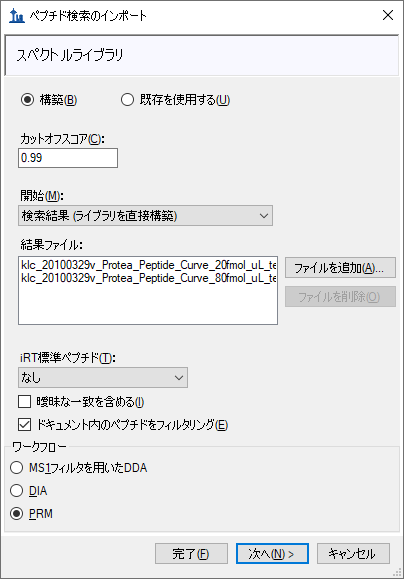 ペプチド検索のインポート
スペクトルライブラリ
構築(B)
既存を使用する(U)
カットオフスコア(C):
0.99
開始(M):
検索結果 (ライブラリを直接構築)
結果ファイル:
klc_20100329v_Protea_Peptide_Curve_20fmol_uL_te
klc_20100329v_Protea_Peptide_Curve_80fmol_uL_te
ファイルを追加(A)...
ファイルを削除(O)
iRT標準ペプチド(T):
なし
曖昧な一致を含める(I)
ドキュメント内のペプチドをフィルタリング(E)
ワークフロー
MS1フィルタを用いたDDA
DIA
PRM
完了(F)
次へ(N) >
キャンセル